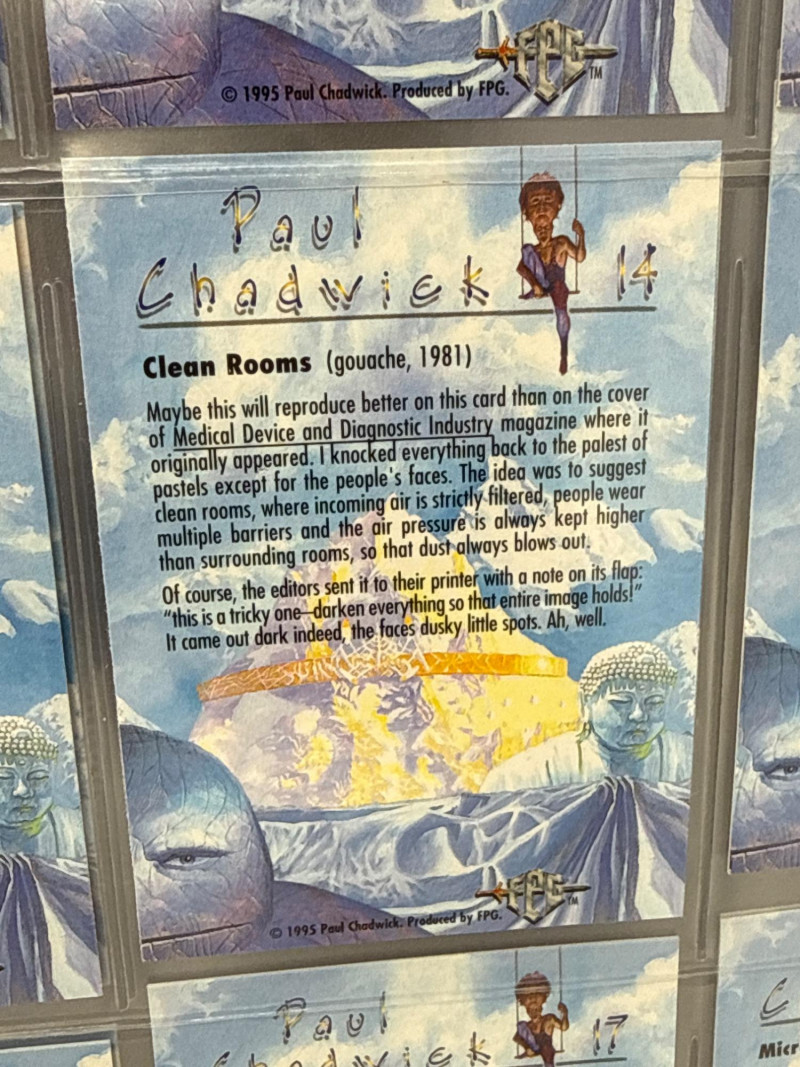 FPG
TM
© 1995 Paul Chadwick. Produced by FPG.
Paul
Chadwick 14
Clean Rooms (gouache, 1981)
Maybe this will reproduce better on this card than on the cover
of Medical Device and Diagnostic Industry magazine where it
originally appeared. I knocked everything back to the palest of
pastels except for the people's faces. The idea was to suggest
clean rooms, where incoming air is strictly filtered, people wear
multiple barriers and the air pressure is always kept higher
than surrounding rooms, so that dust always blows out.
Of course, the editors sent it to their printer with a note on its flap:
"this is a tricky one—darken everything so that entire image holds!"
It came out dark indeed, the faces dusky little spots. Ah, well.
FPG
TM
© 1995 Paul Chadwick. Produced by FPG.
Paul
Chadwick 17
C
Micr